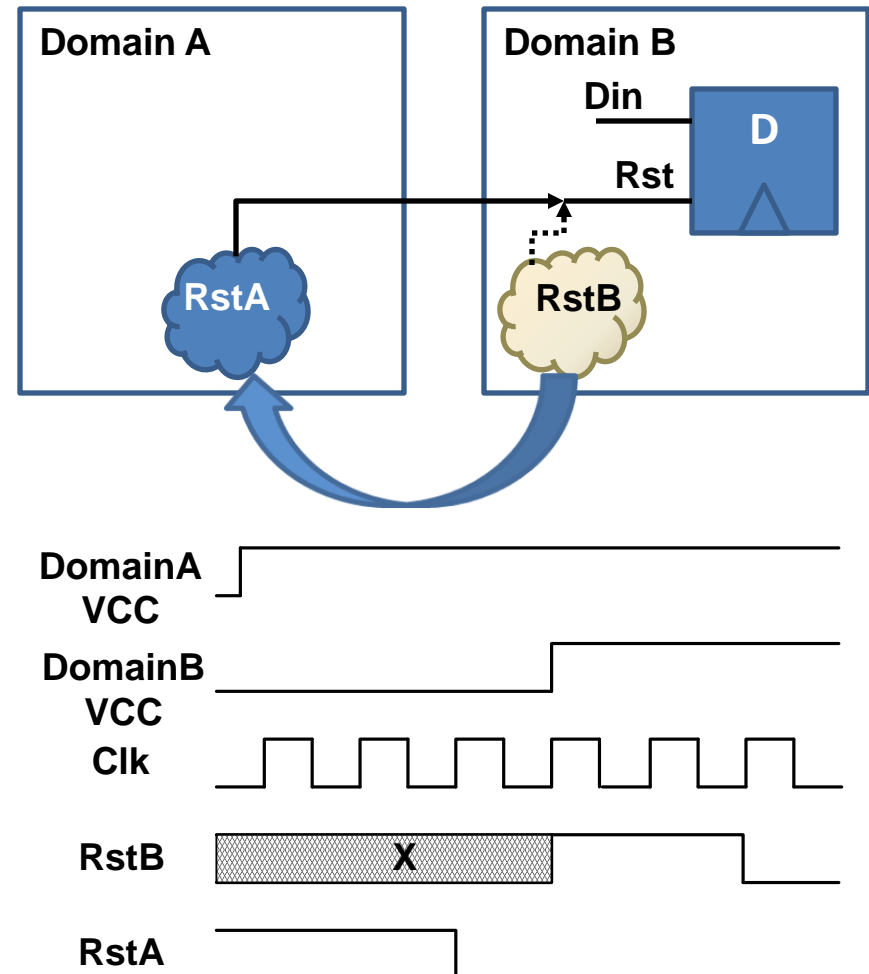 Domain A
Domain B
Din
D
Rst
RstA
RstB
DomainA
VCC
DomainB
VCC
Clk
RstB
X
RstA